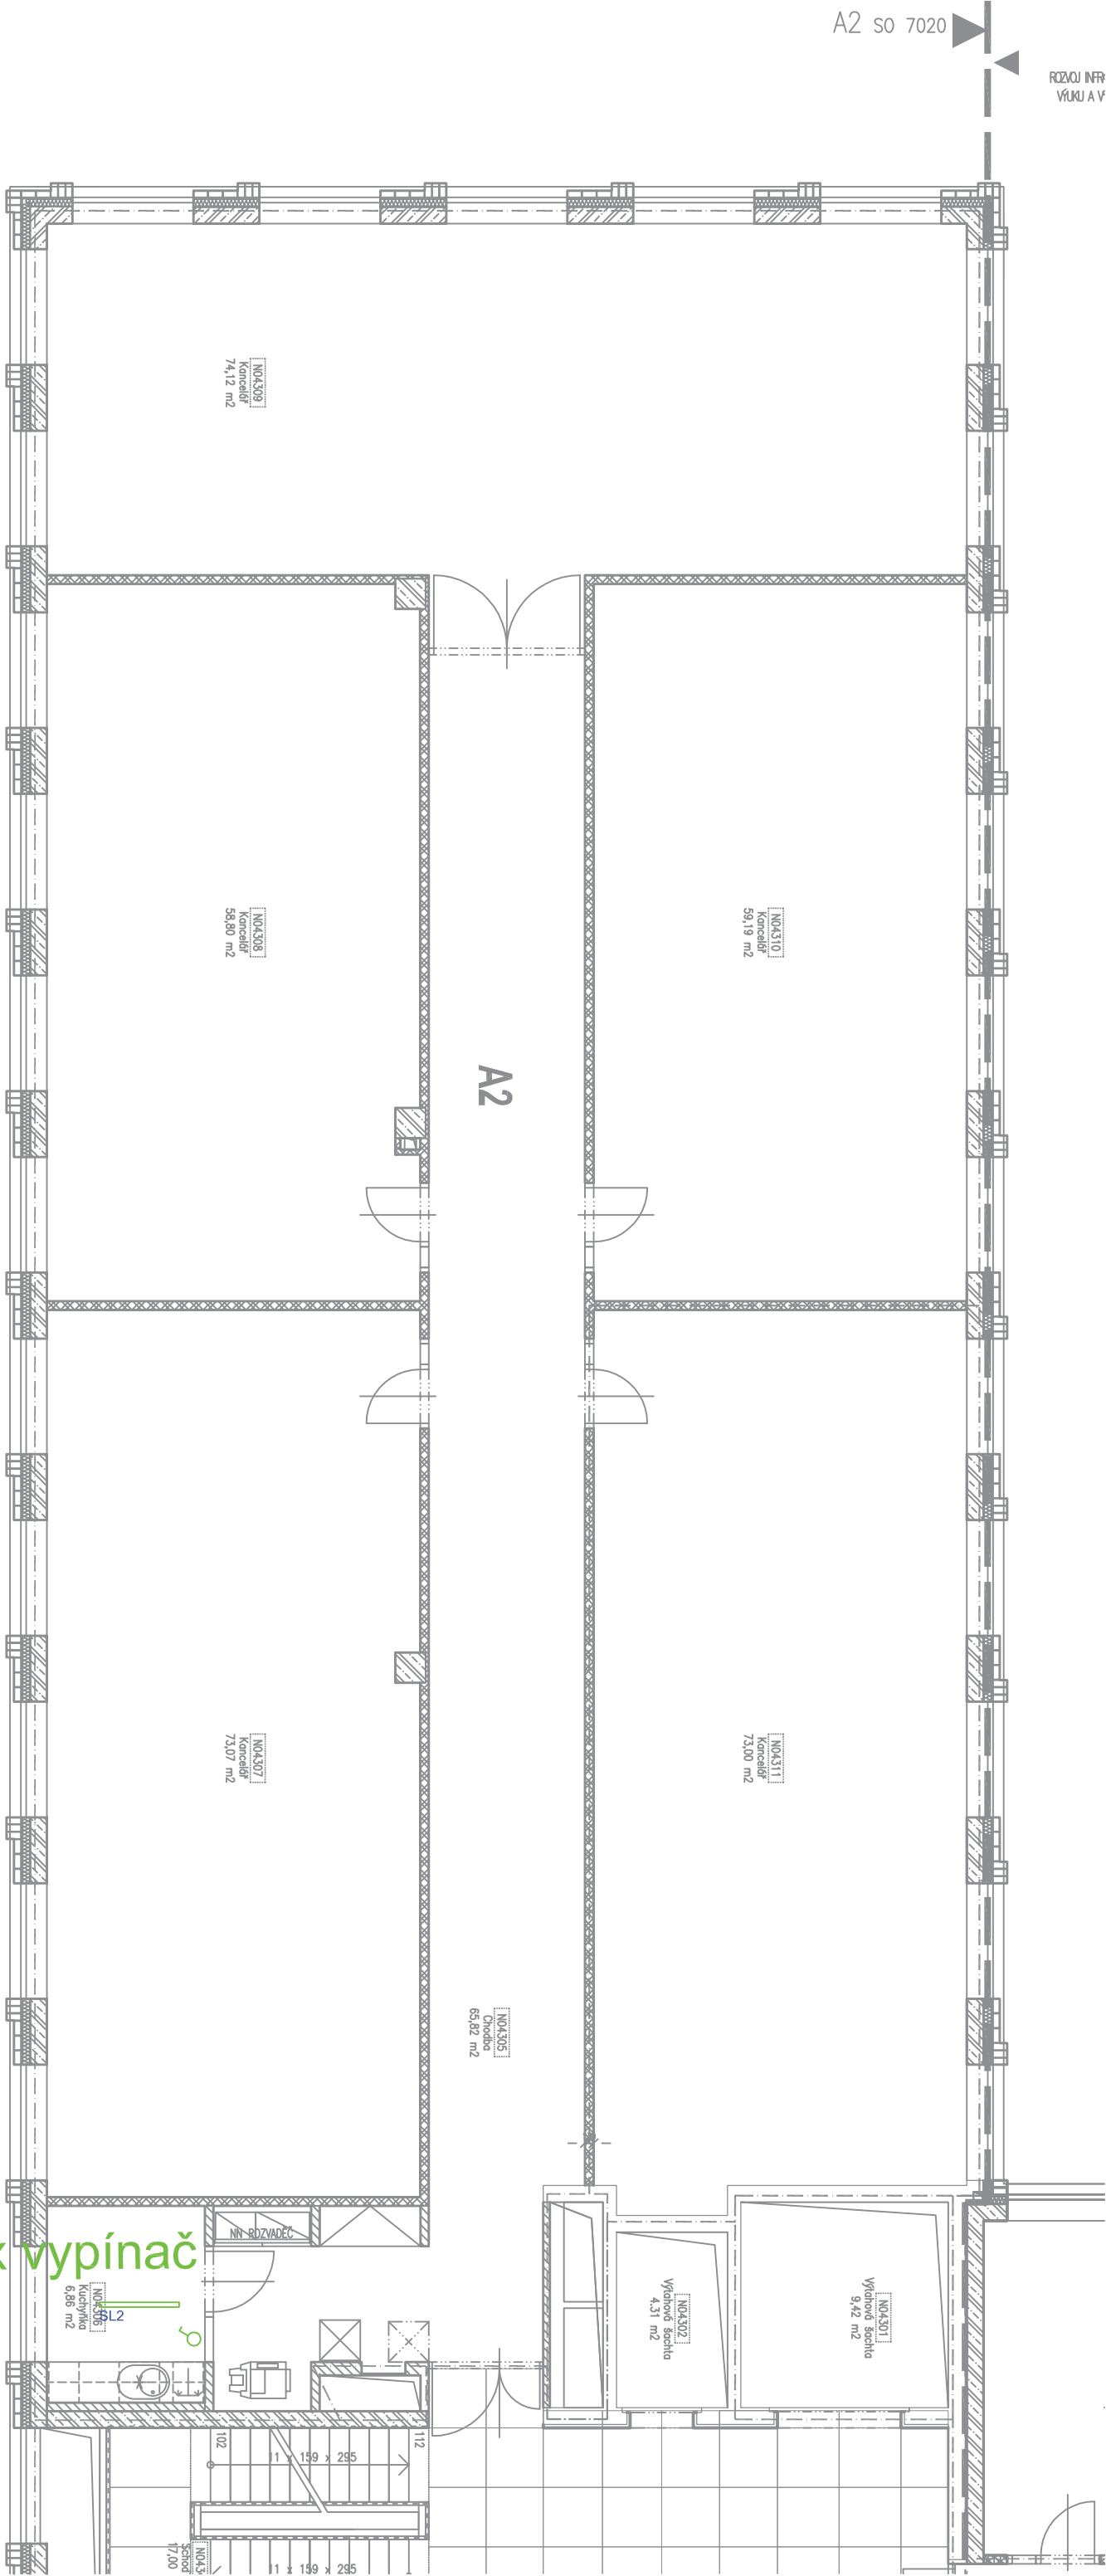 A2 SO 7020
VÝUKU A V
N04309
Kancelář
74,12 m2
N04308
Kancelář
58,80 m2
N04310
Kancelář
59,19 m2
A2
N04307
Kancelář
73,07 m2
N04311
Kancelář
73,00 m2
N04305
Chodba
65,82 m2
NN ROZVADĚČ
vypínač
N04306
Kuchyňka
6,86 m2
SL2
N04302
Výtahová šachta
4,31 m2
N04301
Výtahová šachta
9,42 m2
102
112
11 x 159 x 295
17,00
11 x 159 x 295